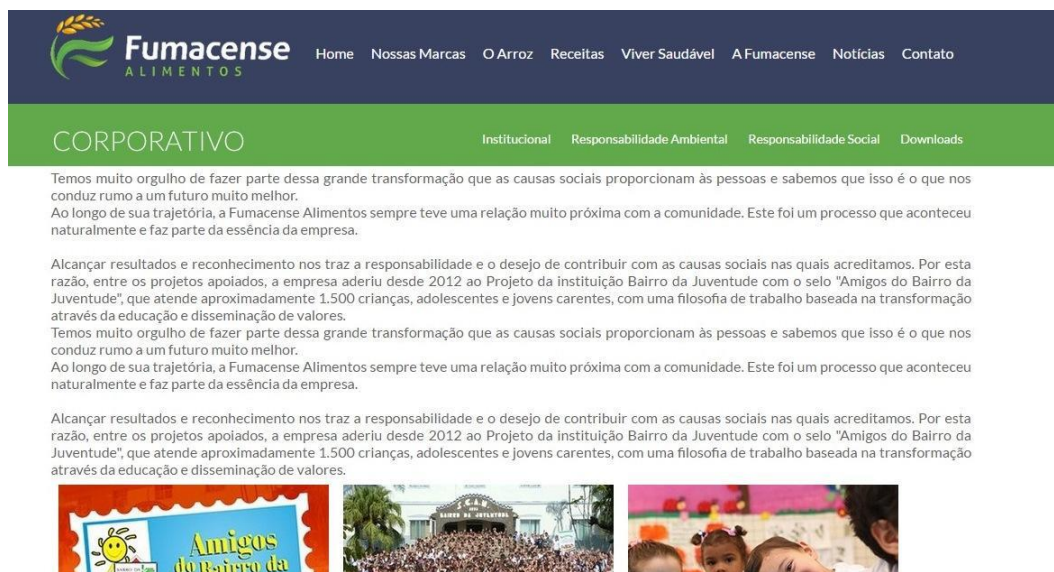 Fumacense
ALIMENTOS
Home Nossas Marcas O Arroz Receitas Viver Saudável A Fumacense Notícias Contato
CORPORATIVO
Institucional Responsabilidade Ambiental Responsabilidade Social Downloads
Temos muito orgulho de fazer parte dessa grande transformação que as causas sociais proporcionam às pessoas e sabemos que isso é o que nos
conduz rumo a um futuro muito melhor.
Ao longo de sua trajetória, a Fumacense Alimentos sempre teve uma relação muito próxima com a comunidade. Este foi um processo que aconteceu
naturalmente e faz parte da essência da empresa.
Alcançar resultados e reconhecimento nos traz a responsabilidade e o desejo de contribuir com as causas sociais nas quais acreditamos. Por esta
razão, entre os projetos apoiados, a empresa aderiu desde 2012 ao Projeto da instituição Bairro da Juventude com o selo "Amigos do Bairro da
Juventude", que atende aproximadamente 1.500 crianças, adolescentes e jovens carentes, com uma filosofia de trabalho baseada na transformação
através da educação e disseminação de valores.
Temos muito orgulho de fazer parte dessa grande transformação que as causas sociais proporcionam às pessoas e sabemos que isso é o que nos
conduz rumo a um futuro muito melhor.
Ao longo de sua trajetória, a Fumacense Alimentos sempre teve uma relação muito próxima com a comunidade. Este foi um processo que aconteceu
naturalmente e faz parte da essência da empresa.
Alcançar resultados e reconhecimento nos traz a responsabilidade e o desejo de contribuir com as causas sociais nas quais acreditamos. Por esta
razão, entre os projetos apoiados, a empresa aderiu desde 2012 ao Projeto da instituição Bairro da Juventude com o selo "Amigos do Bairro da
Juventude", que atende aproximadamente 1.500 crianças, adolescentes e jovens carentes, com uma filosofia de trabalho baseada na transformação
através da educação e disseminação de valores.
Amigos
do Bairro da
BAIRRO DA JUVENTUDE